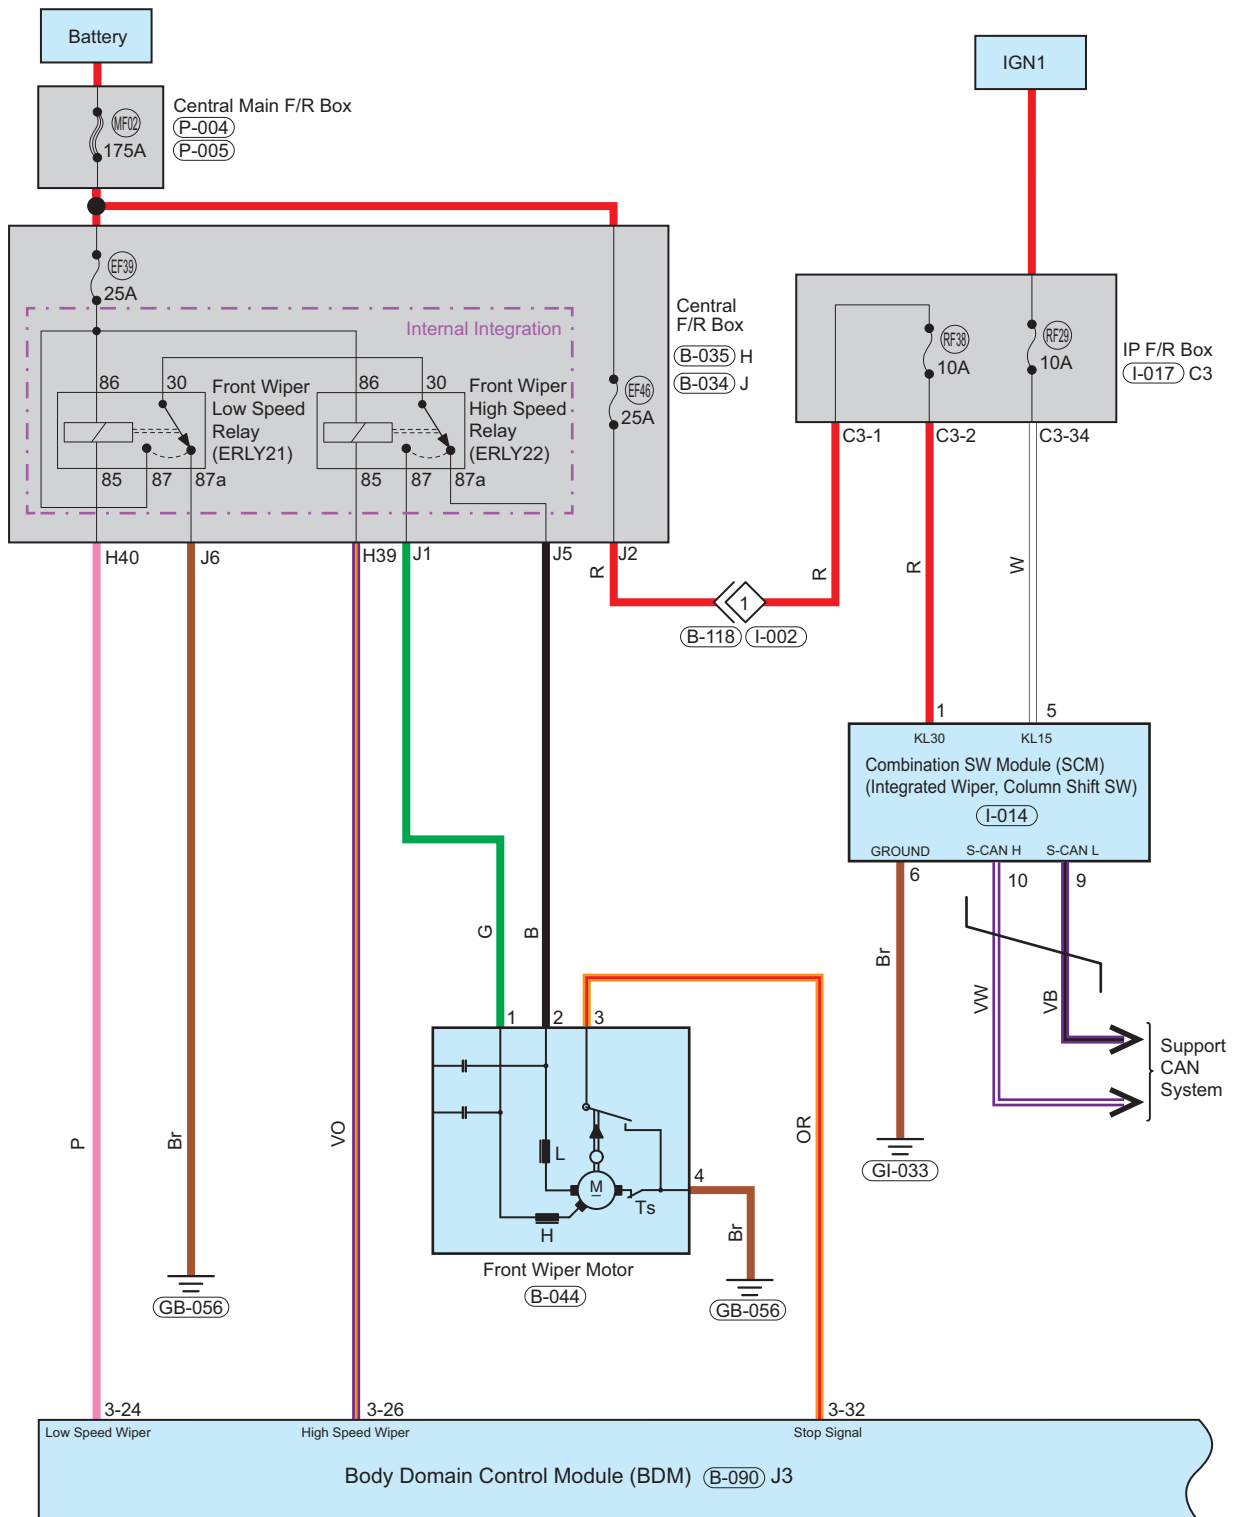 Battery
IGN1
MF02
175A
Central Main F/R Box
P-004
P-005
EF39
25A
Internal Integration
86
30
Front Wiper
Low Speed
Relay
(ERLY21)
85
87
87a
86
30
Front Wiper
High Speed
Relay
(ERLY22)
85
87
87a
EF46
25A
Central
F/R Box
B-035 H
B-034 J
RF38
10A
RF29
10A
IP F/R Box
I-017 C3
C3-1
C3-2
C3-34
H40
J6
H39
J1
J5
J2
R
R
R
W
1
B-118
I-002
1
5
KL30
KL15
Combination SW Module (SCM)
(Integrated Wiper, Column Shift SW)
I-014
GROUND
S-CAN H
S-CAN L
6
10
9
G
B
Br
VW
VB
Support
CAN
System
GI-033
1
2
3
L
M
H
Ts
4
Front Wiper Motor
B-044
Br
GB-056
P
Br
VO
OR
GB-056
3-24
3-26
3-32
Low Speed Wiper
High Speed Wiper
Stop Signal
Body Domain Control Module (BDM) B-090 J3